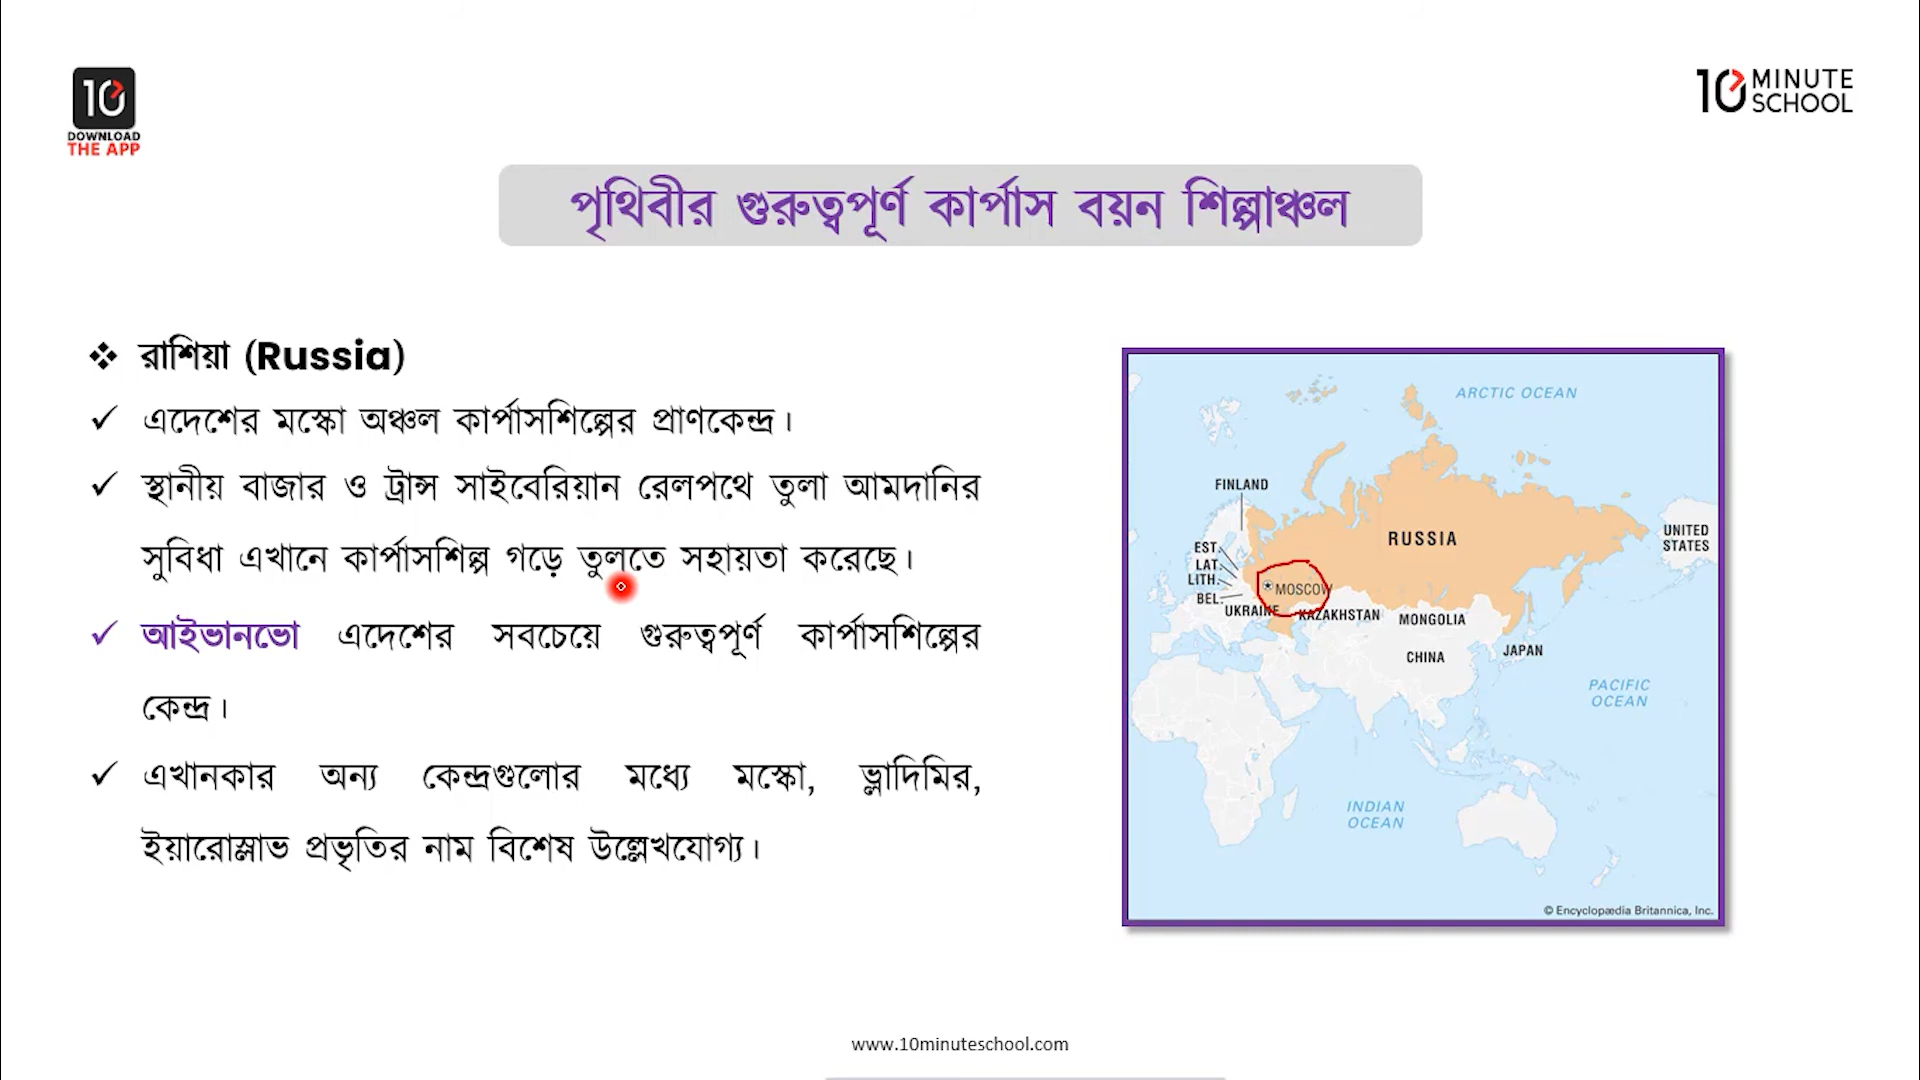 10
DOWNLOAD
THE APP
10 MINUTE
SCHOOL
পৃথিবীর গুরুত্বপূর্ণ কার্পাস বয়ন শিল্পাঞ্চল
❖ রাশিয়া (Russia)
✓ এদেশের মস্কো অঞ্চল কার্পাসশিল্পের প্রাণকেন্দ্র।
✓ স্থানীয় বাজার ও ট্রান্স সাইবেরিয়ান রেলপথে তুলা আমদানির
সুবিধা এখানে কার্পাসশিল্প গড়ে তুলতে সহায়তা করেছে।
✓ আইভানভো এদেশের সবচেয়ে গুরুত্বপূর্ণ কার্পাসশিল্পের
কেন্দ্র।
✓ এখানকার অন্য কেন্দ্রগুলোর মধ্যে মস্কো, ভ্লাদিমির,
ইয়ারোস্লাভ প্রভৃতির নাম বিশেষ উল্লেখযোগ্য।
ARCTIC OCEAN
FINLAND
RUSSIA
UNITED
STATES
EST.
LAT.
LITH.
MOSCOW
BEL.
UKRAINE
KAZAKHSTAN
MONGOLIA
JAPAN
CHINA
PACIFIC
OCEAN
INDIAN
OCEAN
© Encyclopædia Britannica, Inc.
www.10minuteschool.com